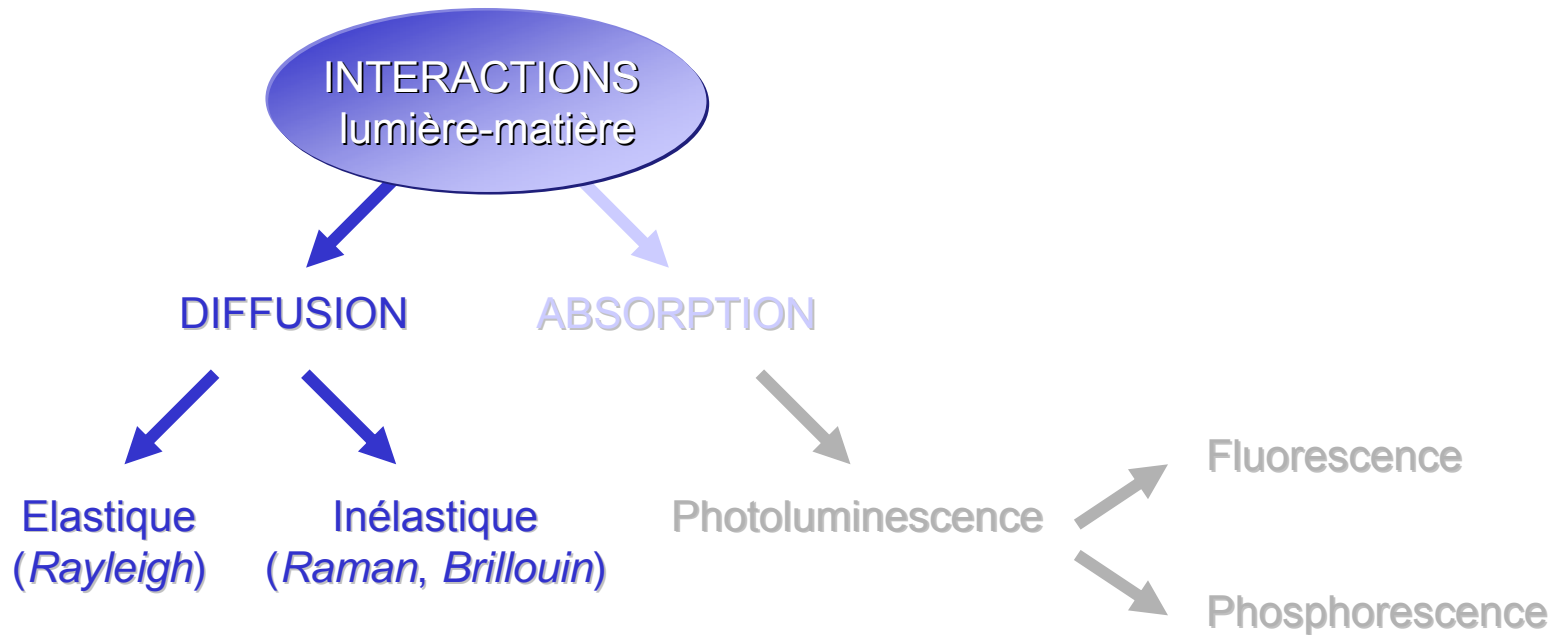 INTERACTIONS
lumière-matière
DIFFUSION
ABSORPTION
Elastique
(Rayleigh)
Inélastique
(Raman, Brillouin)
Photoluminescence
Fluorescence
Phosphorescence